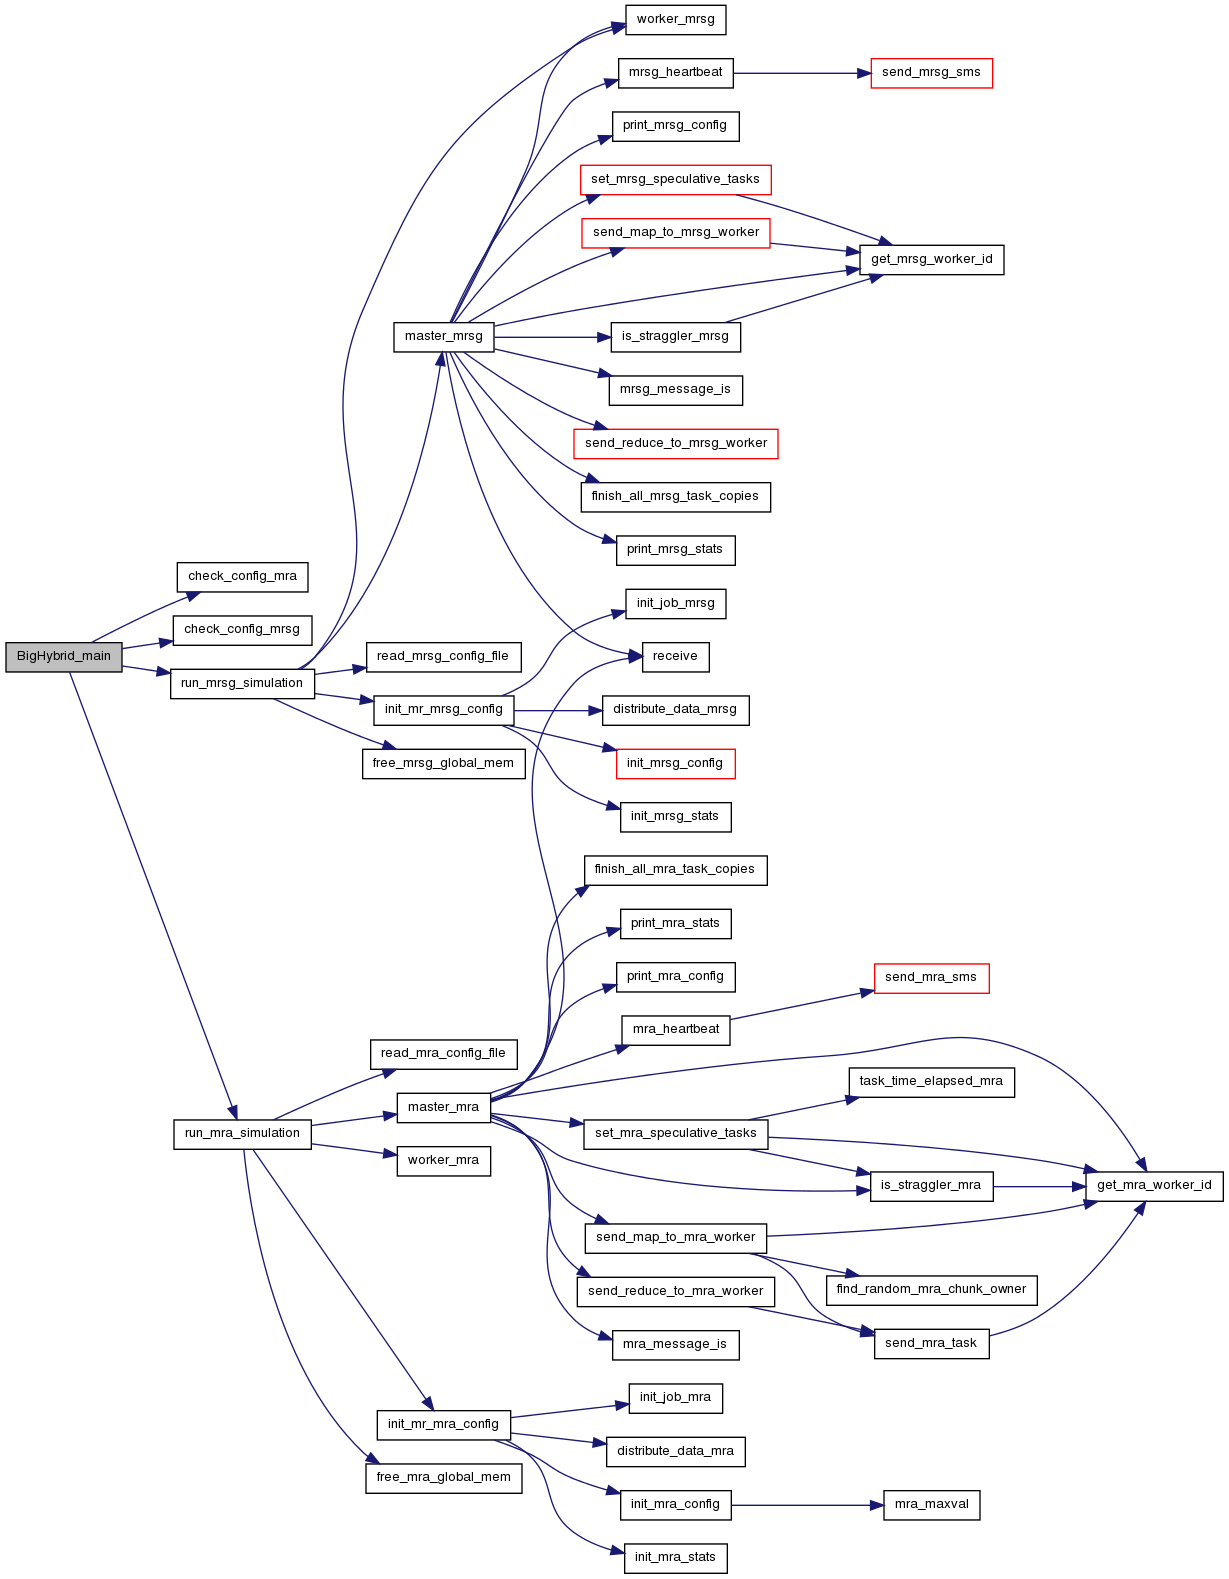 worker_mrsg
mrsg_heartbeat
send_mrsg_sms
print_mrsg_config
set_mrsg_speculative_tasks
send_map_to_mrsg_worker
get_mrsg_worker_id
master_mrsg
is_straggler_mrsg
mrsg_message_is
send_reduce_to_mrsg_worker
finish_all_mrsg_task_copies
print_mrsg_stats
check_config_mra
init_job_mrsg
check_config_mrsg
BigHybrid_main
read_mrsg_config_file
receive
run_mrsg_simulation
init_mr_mrsg_config
distribute_data_mrsg
free_mrsg_global_mem
init_mrsg_config
init_mrsg_stats
finish_all_mra_task_copies
print_mra_stats
print_mra_config
send_mra_sms
mra_heartbeat
read_mra_config_file
task_time_elapsed_mra
master_mra
run_mra_simulation
set_mra_speculative_tasks
worker_mra
is_straggler_mra
get_mra_worker_id
send_map_to_mra_worker
send_reduce_to_mra_worker
find_random_mra_chunk_owner
mra_message_is
send_mra_task
init_job_mra
init_mr_mra_config
distribute_data_mra
free_mra_global_mem
init_mra_config
mra_maxval
init_mra_stats